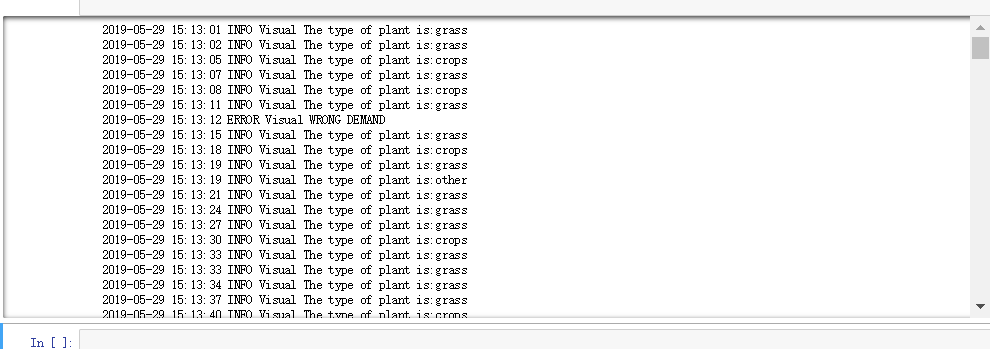 2019-05-29 15:13:01 INFO Visual The type of plant is:grass
2019-05-29 15:13:02 INFO Visual The type of plant is:grass
2019-05-29 15:13:05 INFO Visual The type of plant is:crops
2019-05-29 15:13:07 INFO Visual The type of plant is:grass
2019-05-29 15:13:08 INFO Visual The type of plant is:crops
2019-05-29 15:13:11 INFO Visual The type of plant is:grass
2019-05-29 15:13:12 ERROR Visual WRONG DEMAND
2019-05-29 15:13:15 INFO Visual The type of plant is:grass
2019-05-29 15:13:18 INFO Visual The type of plant is:crops
2019-05-29 15:13:19 INFO Visual The type of plant is:grass
2019-05-29 15:13:19 INFO Visual The type of plant is:other
2019-05-29 15:13:21 INFO Visual The type of plant is:grass
2019-05-29 15:13:24 INFO Visual The type of plant is:grass
2019-05-29 15:13:27 INFO Visual The type of plant is:grass
2019-05-29 15:13:30 INFO Visual The type of plant is:crops
2019-05-29 15:13:33 INFO Visual The type of plant is:grass
2019-05-29 15:13:33 INFO Visual The type of plant is:grass
2019-05-29 15:13:34 INFO Visual The type of plant is:grass
2019-05-29 15:13:37 INFO Visual The type of plant is:grass
2019-05-29 15:13:40 INFO Visual The type of plant is:crops
In [ ]: